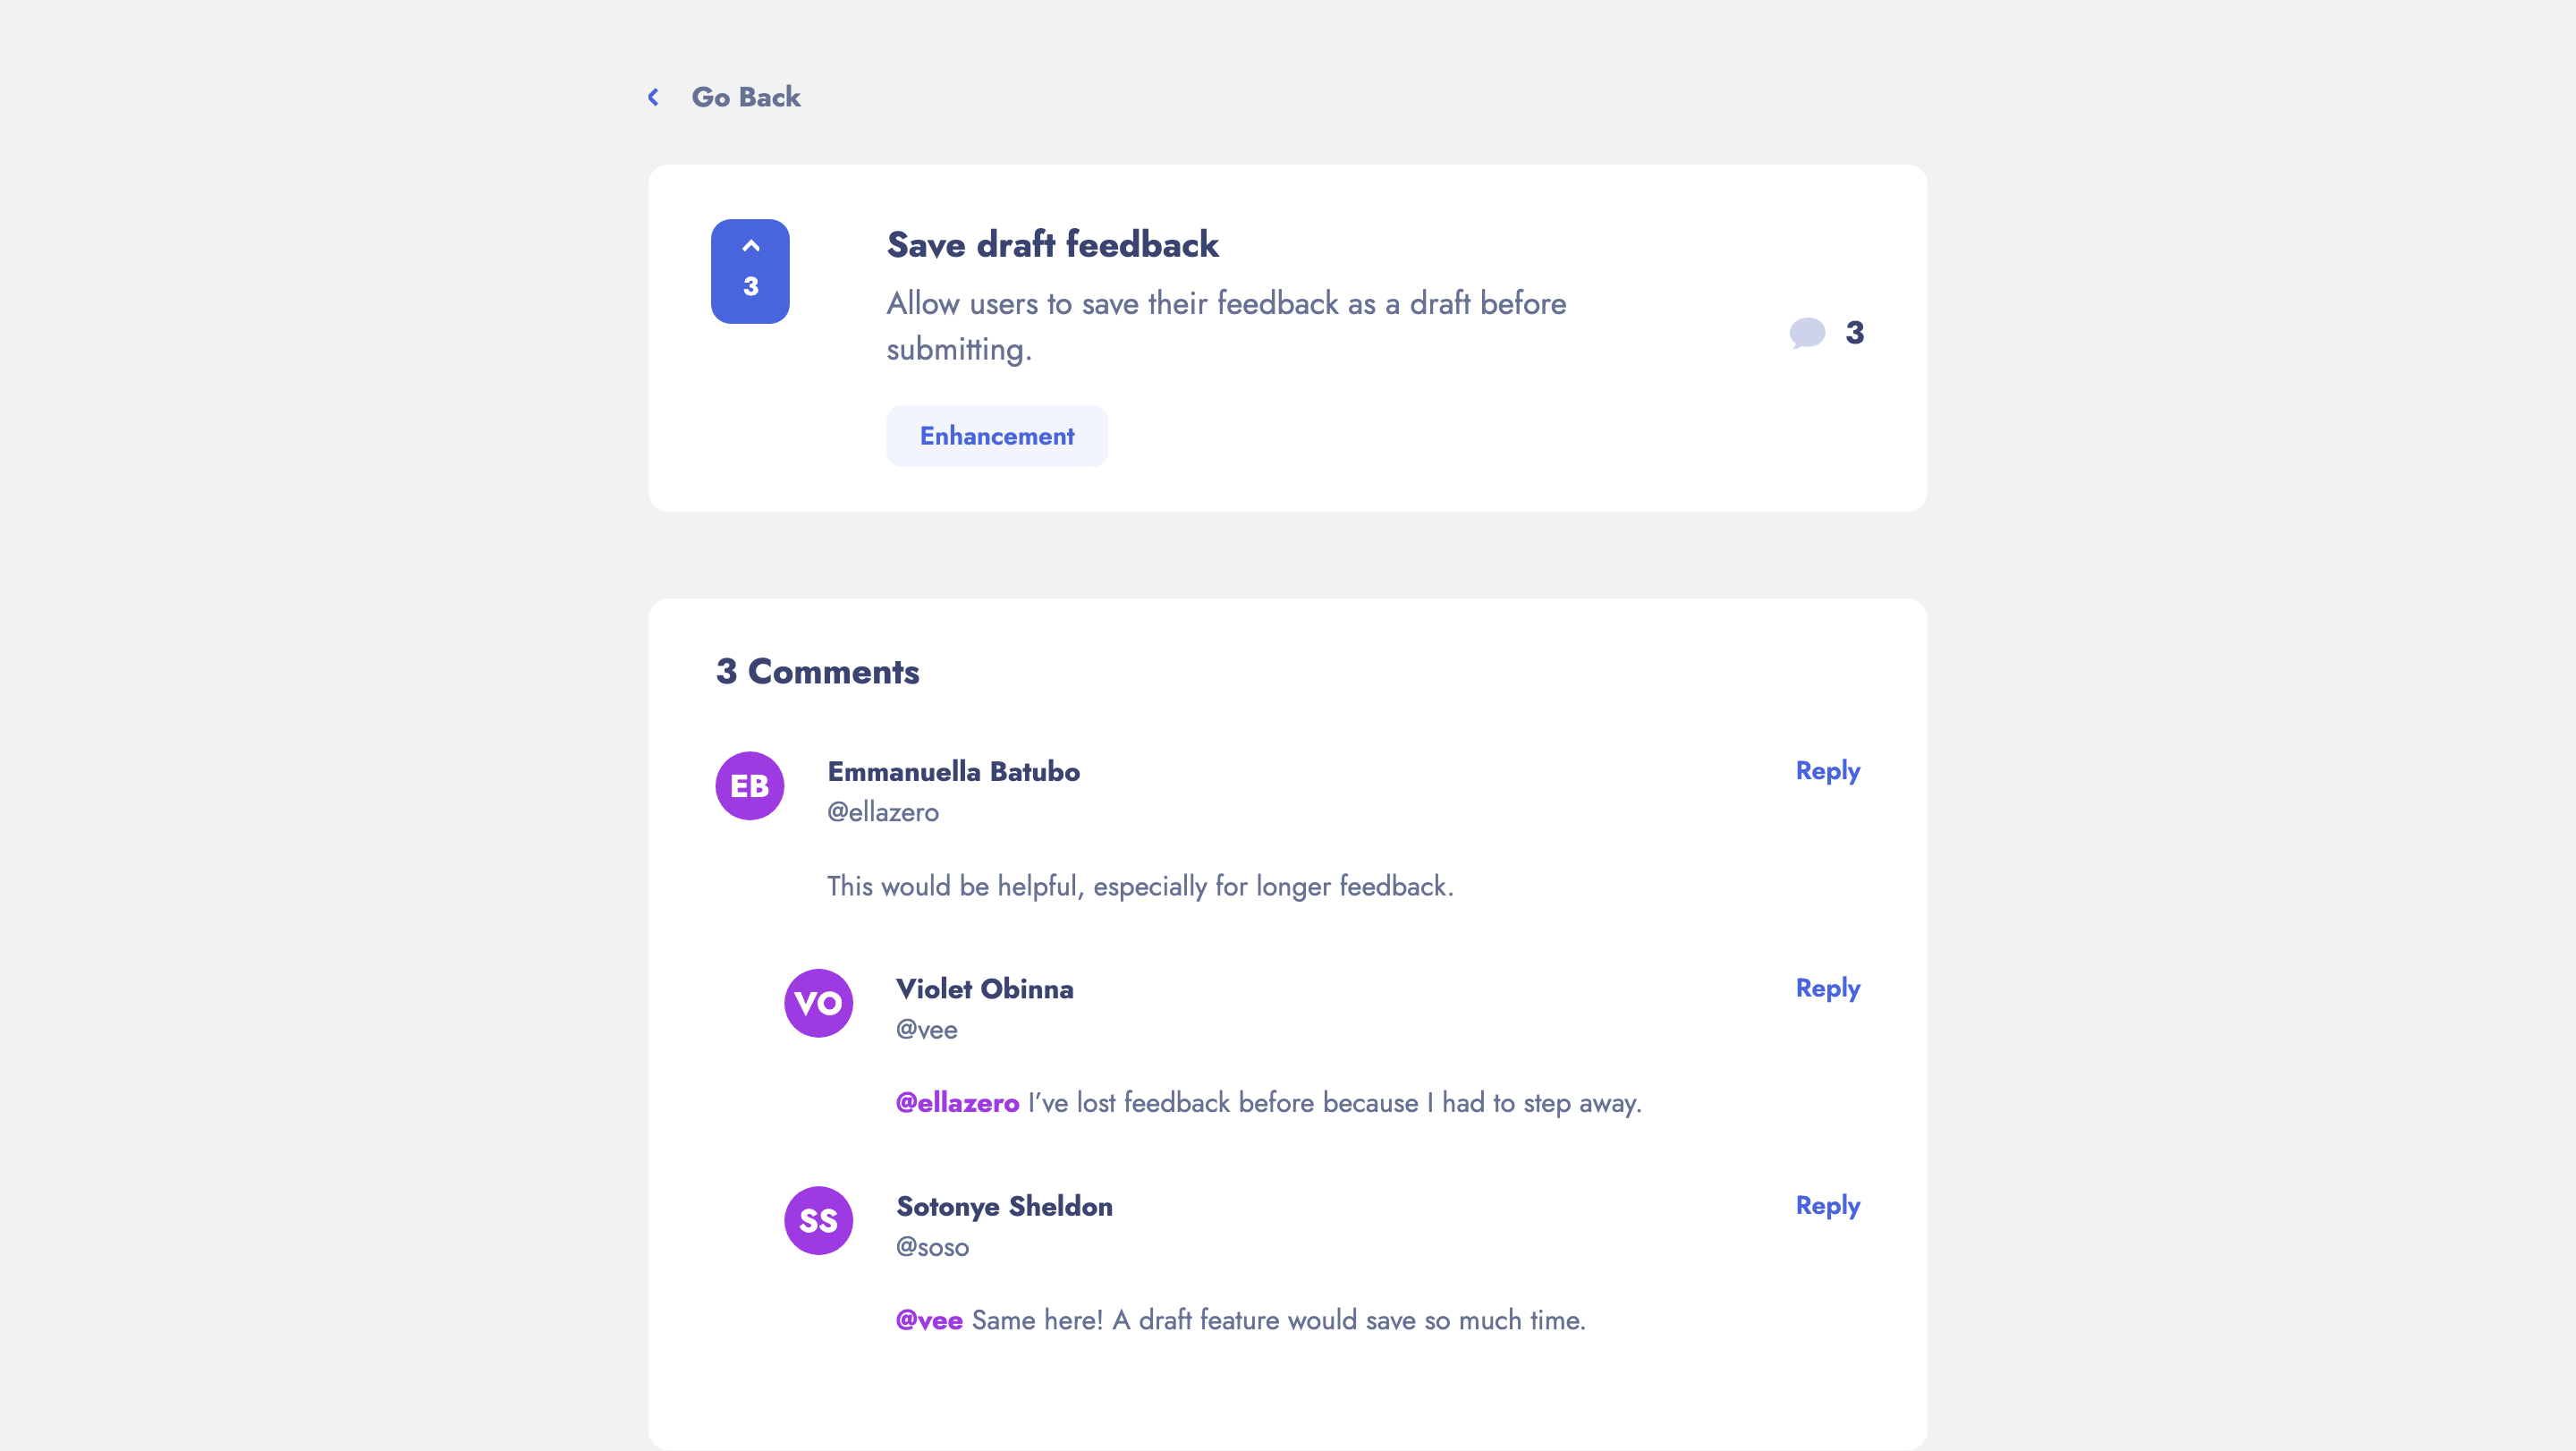 Go Back
3
Save draft feedback
Allow users to save their feedback as a draft before
submitting.
3
Enhancement
3 Comments
EB
Emmanuella Batubo
Reply
@ellazero
This would be helpful, especially for longer feedback.
VO
Violet Obinna
Reply
@vee
@ellazero I’ve lost feedback before because I had to step away.
SS
Sotonye Sheldon
Reply
@soso
@vee Same here! A draft feature would save so much time.